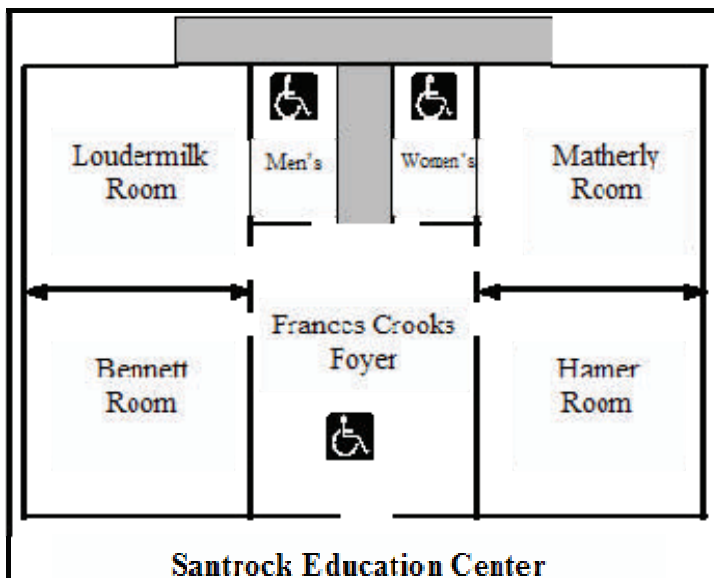 Loudermilk
Room
Men's
Women's
Matherly
Room
Frances Crooks
Foyer
Bennett
Room
Hamer
Room
Santrock Education Center